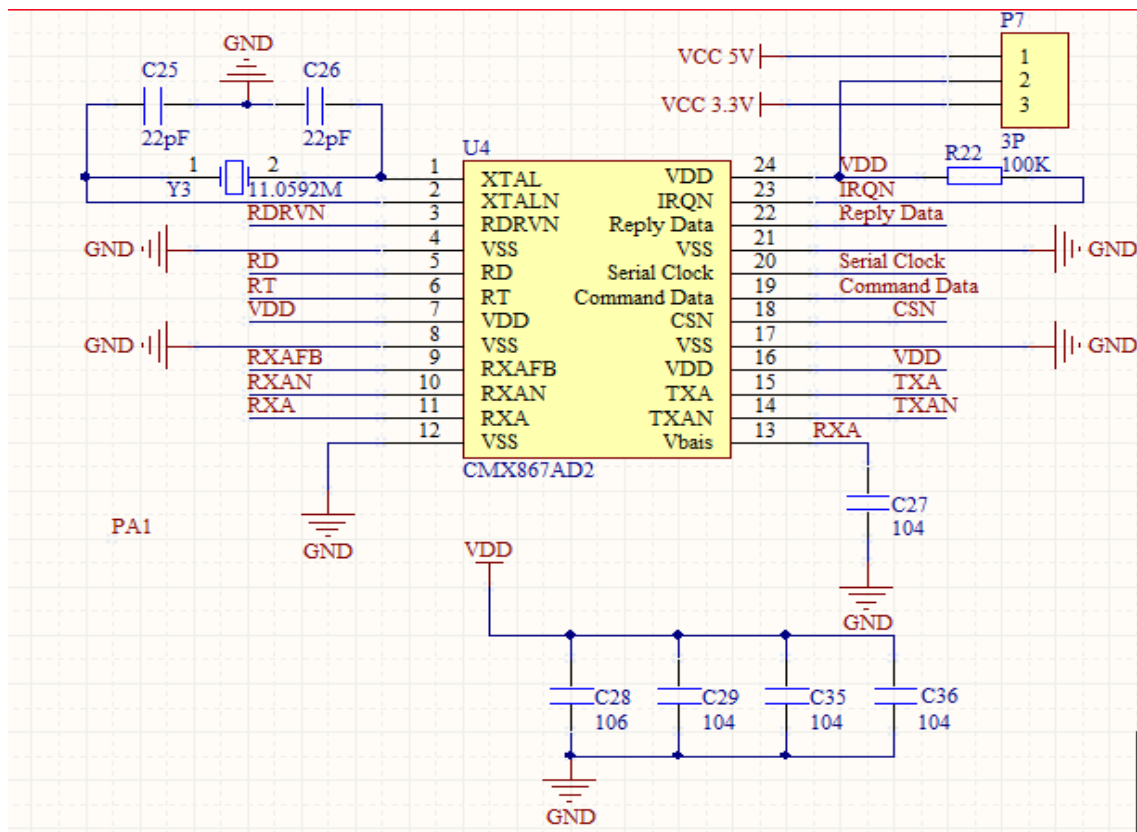 P7
GND
VCC 5V
1
C25
C26
2
VCC 3.3V
3
22pF
22pF
3P
U4
R22
100K
1
2
1
XTAL
VDD
24
VDD
Y3
11.0592M
2
XTALN
IRQN
23
IRQN
RDRVN
3
RDRVN
Reply Data
22
Reply Data
GND
4
VSS
VSS
21
GND
RD
5
RD
Serial Clock
20
Serial Clock
RT
6
RT
Command Data
19
Command Data
VDD
7
VDD
CSN
18
CSN
GND
8
VSS
VSS
17
GND
RXAFB
9
RXAFB
VDD
16
VDD
RXAN
10
RXAN
TXA
15
TXA
RXA
11
RXA
TXAN
14
TXAN
12
VSS
Vbais
13
RXA
CMX867AD2
C27
104
PA1
GND
VDD
GND
C28
106
C29
104
C35
104
C36
104
GND